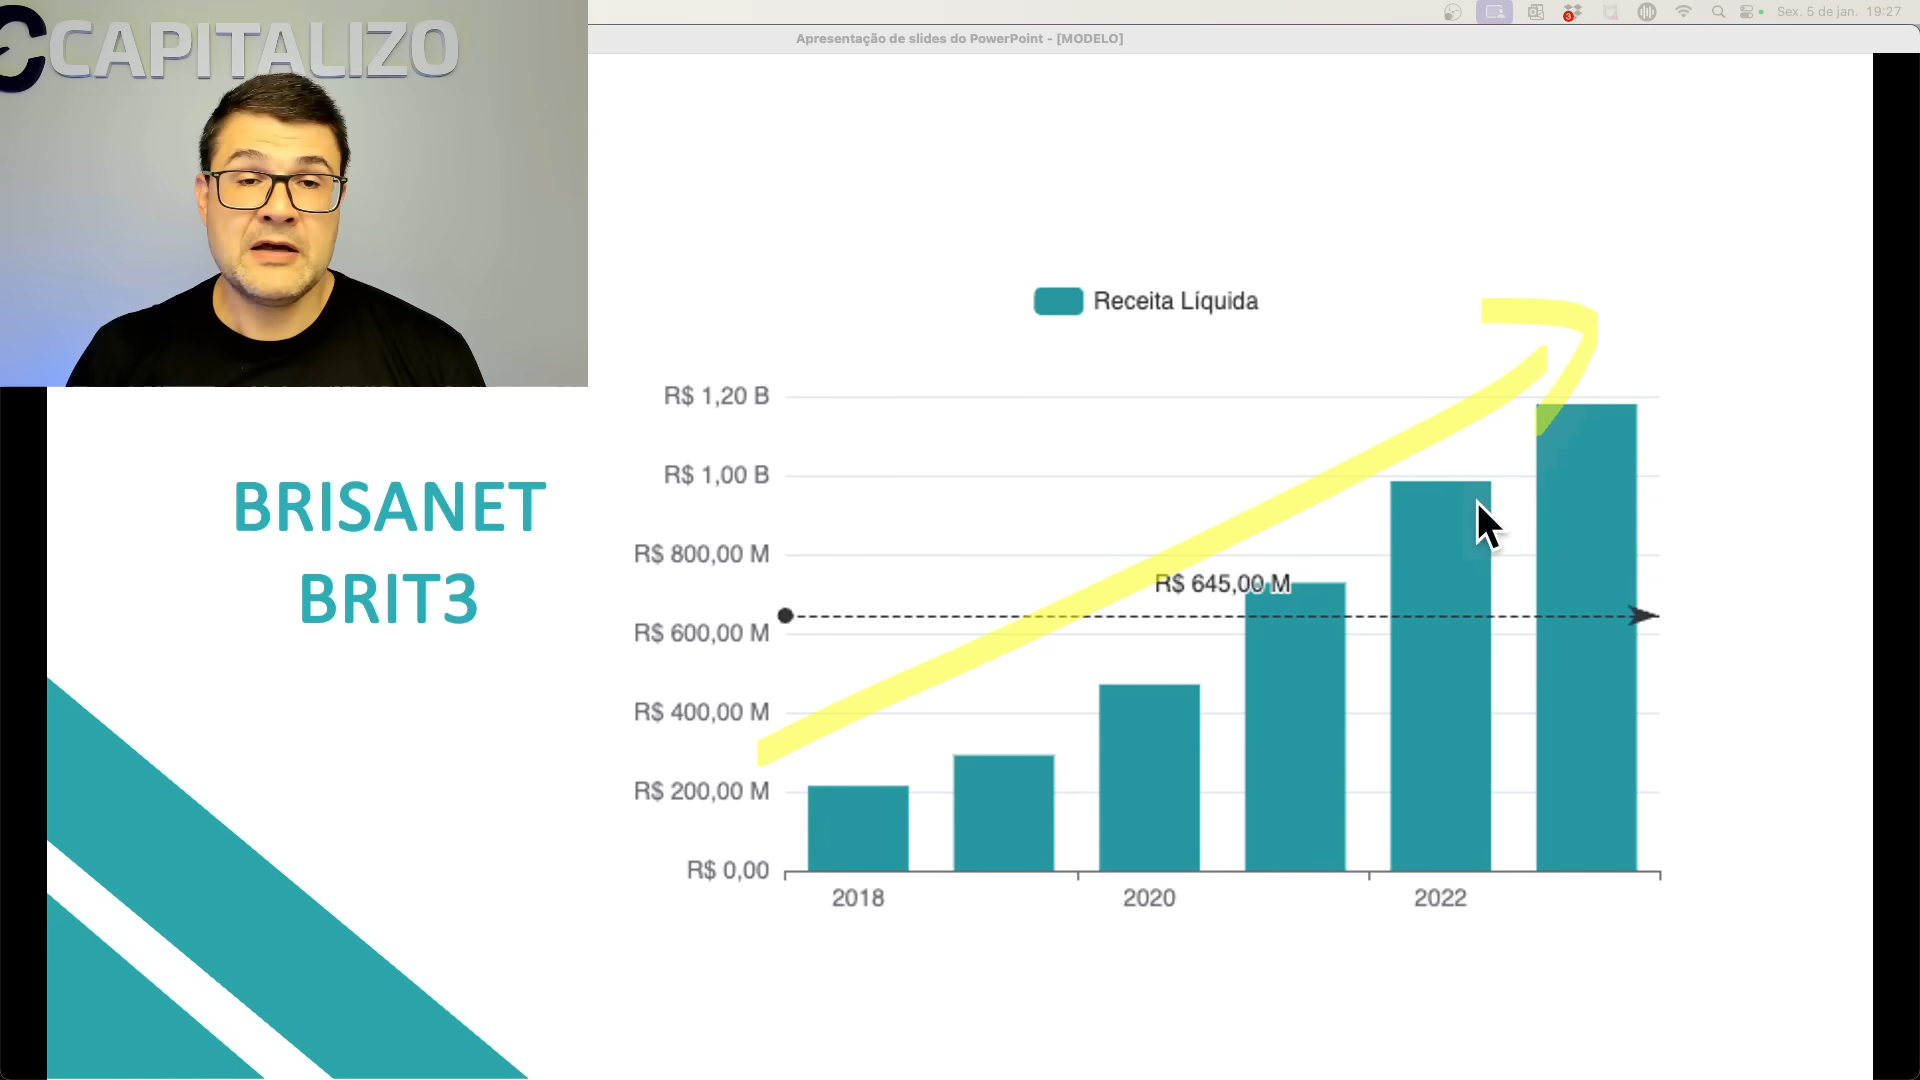 CAPITALIZO
Sex. 5 de jan. 19:27
Apresentação de slides do PowerPoint - [MODELO]
BRISANET
BRIT3
Receita Líquida
R$ 1,20 B
R$ 1,00 B
R$ 800,00 M
R$ 645,00 M
R$ 600,00 M
R$ 400,00 M
R$ 200,00 M
R$ 0,00
2018
2020
2022